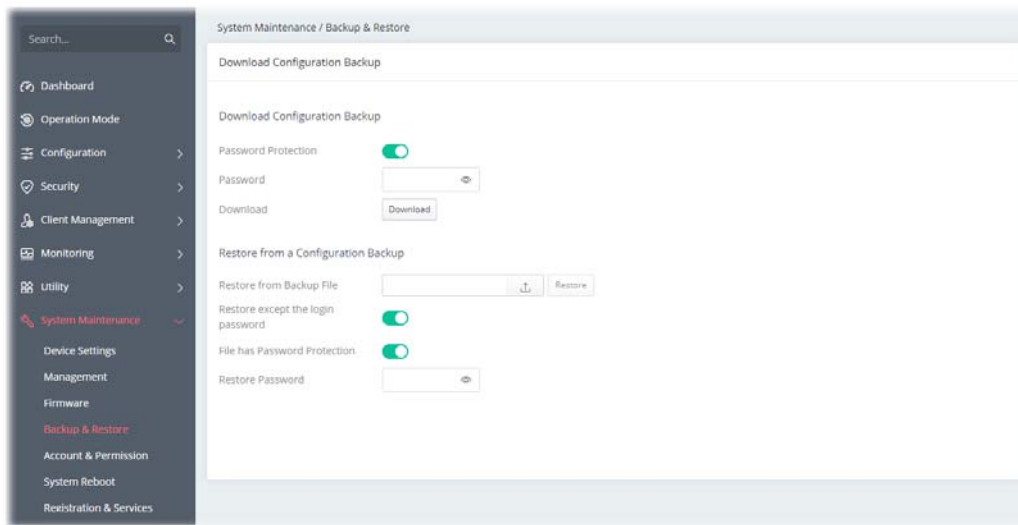 Search...
Dashboard
Operation Mode
Configuration
Security
Client Management
Monitoring
Utility
System Maintenance
Device Settings
Management
Firmware
Backup & Restore
Account & Permission
System Reboot
Registration & Services
System Maintenance / Backup & Restore
Download Configuration Backup
Download Configuration Backup
Password Protection
Password
Download
Download
Restore from a Configuration Backup
Restore from Backup File
Restore
Restore except the login
password
File has Password Protection
Restore Password